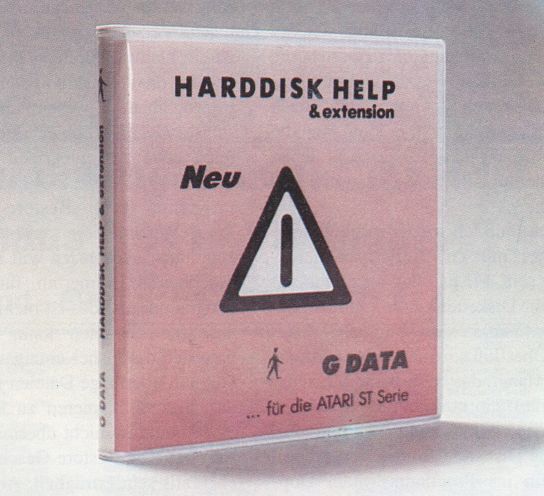 HARDDISK HELP
& extension
Neu
G DATA
... für die ATARI ST Serie
G DATA HARDDISK HELP & extension